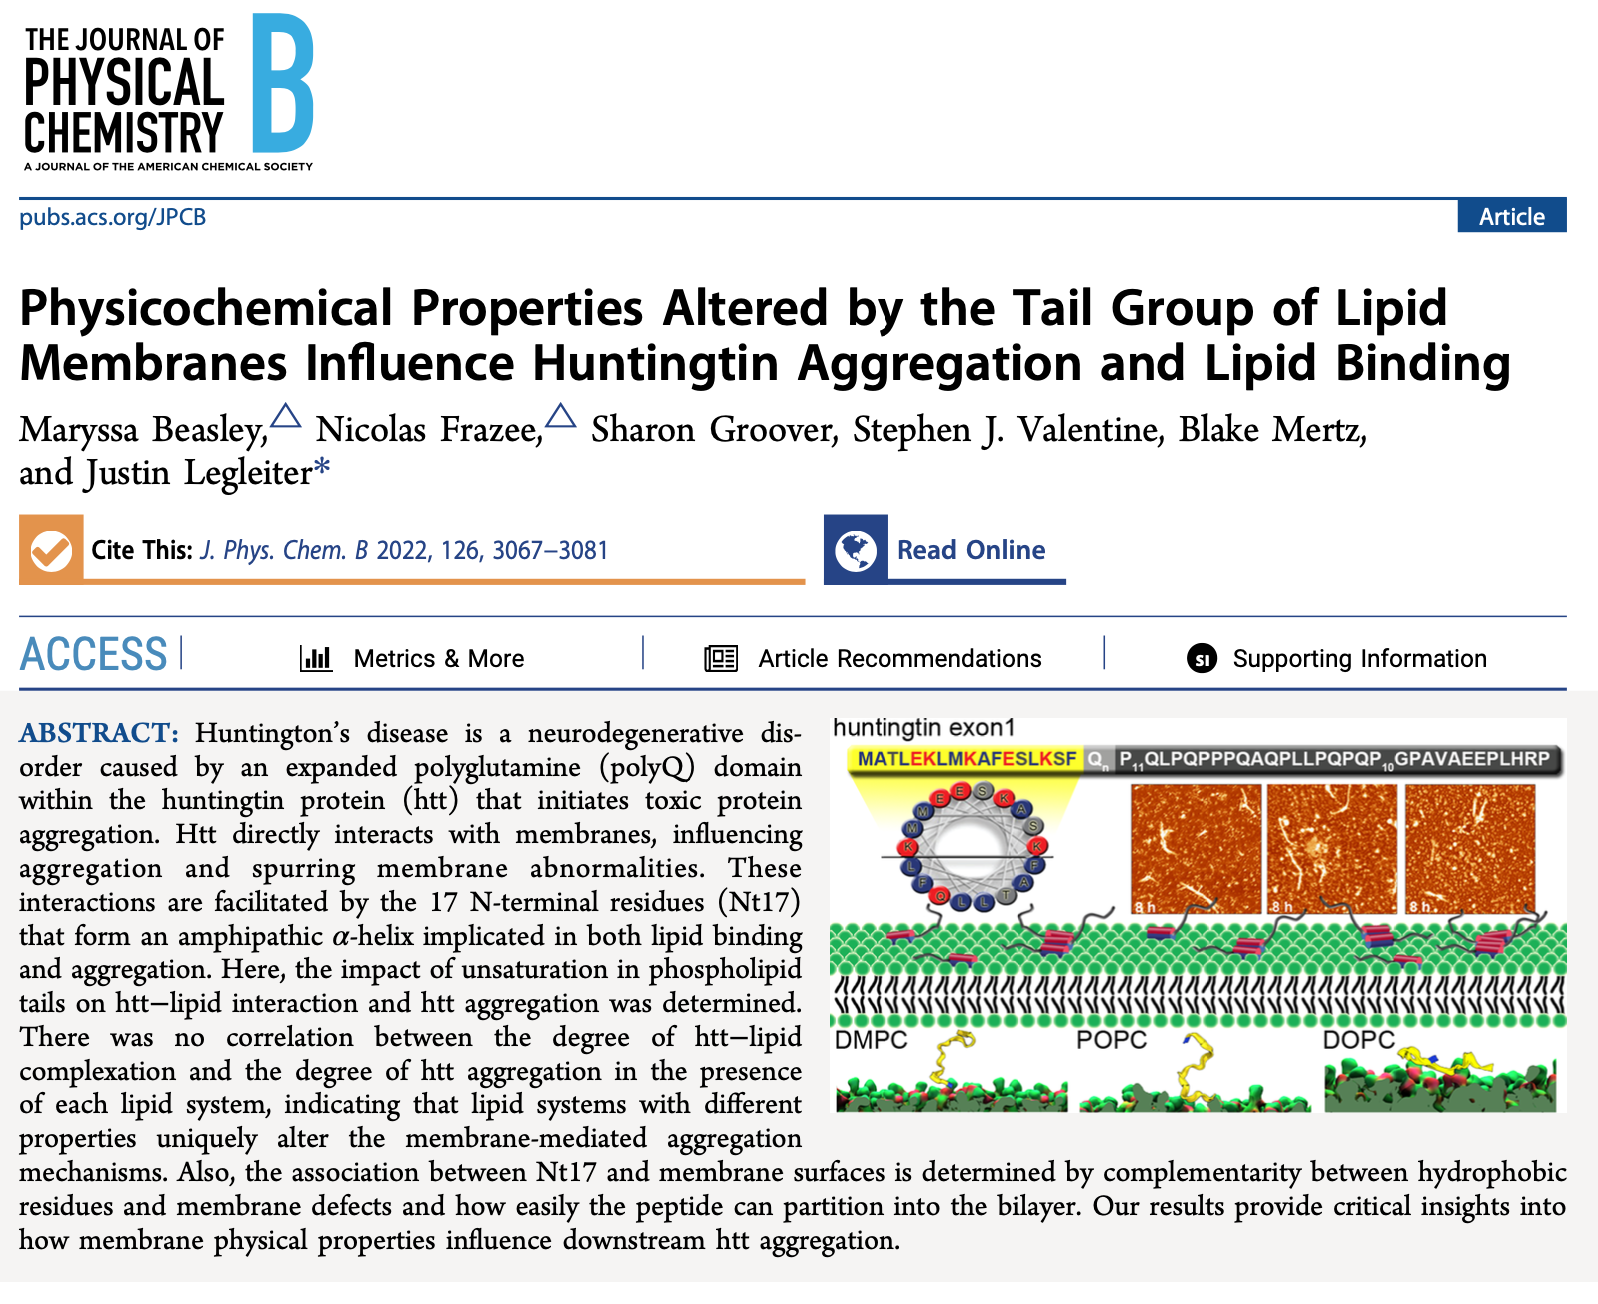 THE JOURNAL OF
PHYSICAL
CHEMISTRY
B
A JOURNAL OF THE AMERICAN CHEMICAL SOCIETY
pubs.acs.org/JPCB
Article
Physicochemical Properties Altered by the Tail Group of Lipid
Membranes Influence Huntingtin Aggregation and Lipid Binding
Maryssa Beasley,△ Nicolas Frazee,△ Sharon Groover, Stephen J. Valentine, Blake Mertz,
and Justin Legleiter*
Cite This: J. Phys. Chem. B 2022, 126, 3067−3081
Read Online
ACCESS
Metrics & More
Article Recommendations
SI Supporting Information
ABSTRACT: Huntington's disease is a neurodegenerative dis-
order caused by an expanded polyglutamine (polyQ) domain
within the huntingtin protein (htt) that initiates toxic protein
aggregation. Htt directly interacts with membranes, influencing
aggregation and spurring membrane abnormalities. These
interactions are facilitated by the 17 N-terminal residues (Nt17)
that form an amphipathic α-helix implicated in both lipid binding
and aggregation. Here, the impact of unsaturation in phospholipid
tails on htt−lipid interaction and htt aggregation was determined.
There was no correlation between the degree of htt−lipid
complexation and the degree of htt aggregation in the presence
of each lipid system, indicating that lipid systems with different
properties uniquely alter the membrane-mediated aggregation
mechanisms. Also, the association between Nt17 and membrane surfaces is determined by complementarity between hydrophobic
residues and membrane defects and how easily the peptide can partition into the bilayer. Our results provide critical insights into
how membrane physical properties influence downstream htt aggregation.
huntingtin exon1
MATLEKLMKAFESLKSF Qn P11QLPQPPPQAQPLLPQPQP10GPAVAEEPLHRP
M M E E S K A S K F A T L L Q F L K
8 h
8 h
8 h
DMPC
POPC
DOPC